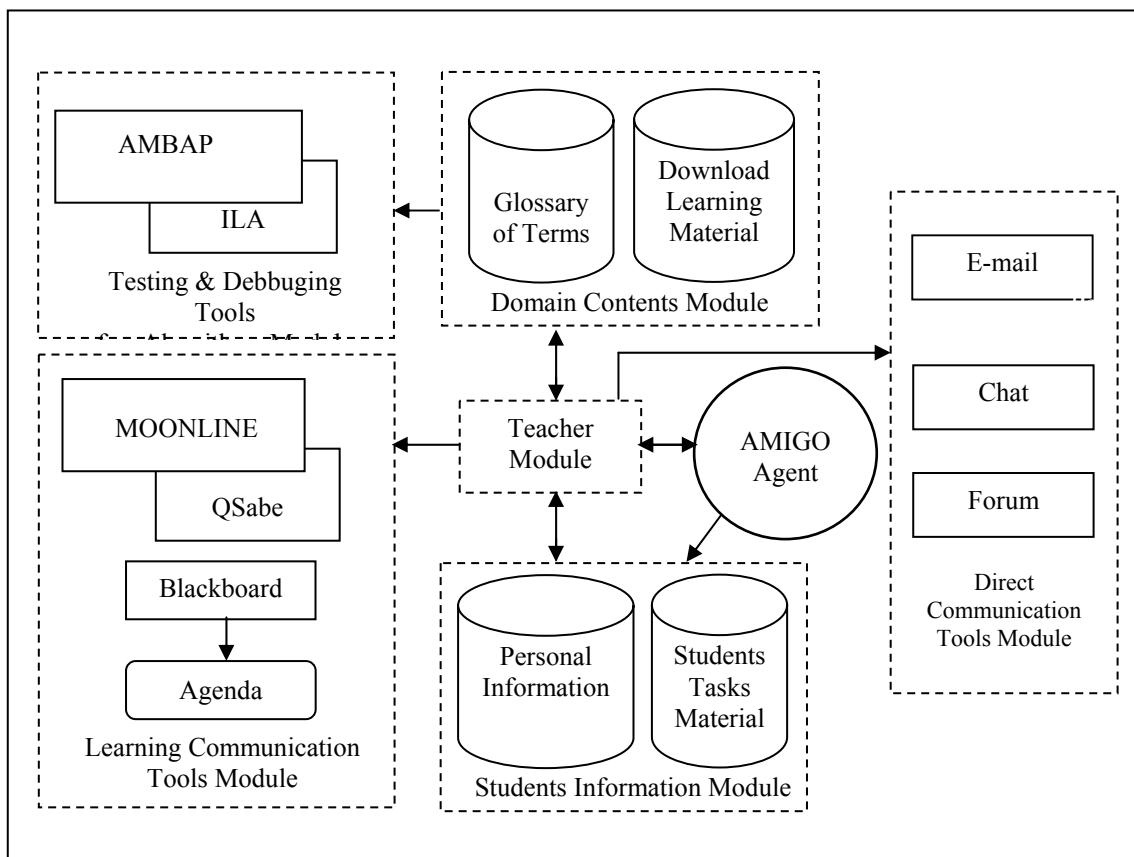 AMBAP
ILA
Testing & Debbuging
Tools
Glossary
of Terms
Download
Learning
Material
Domain Contents Module
E-mail
Chat
Forum
Direct
Communication
Tools Module
MOONLINE
QSabe
Blackboard
Agenda
Learning Communication
Tools Module
Teacher
Module
AMIGO
Agent
Personal
Information
Students
Tasks
Material
Students Information Module